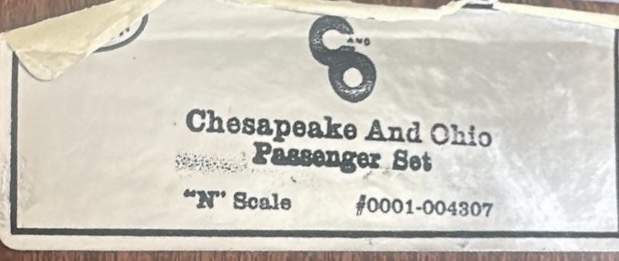 C AND O
Chesapeake And Ohio
Passenger Set
"N" Scale #0001-004307